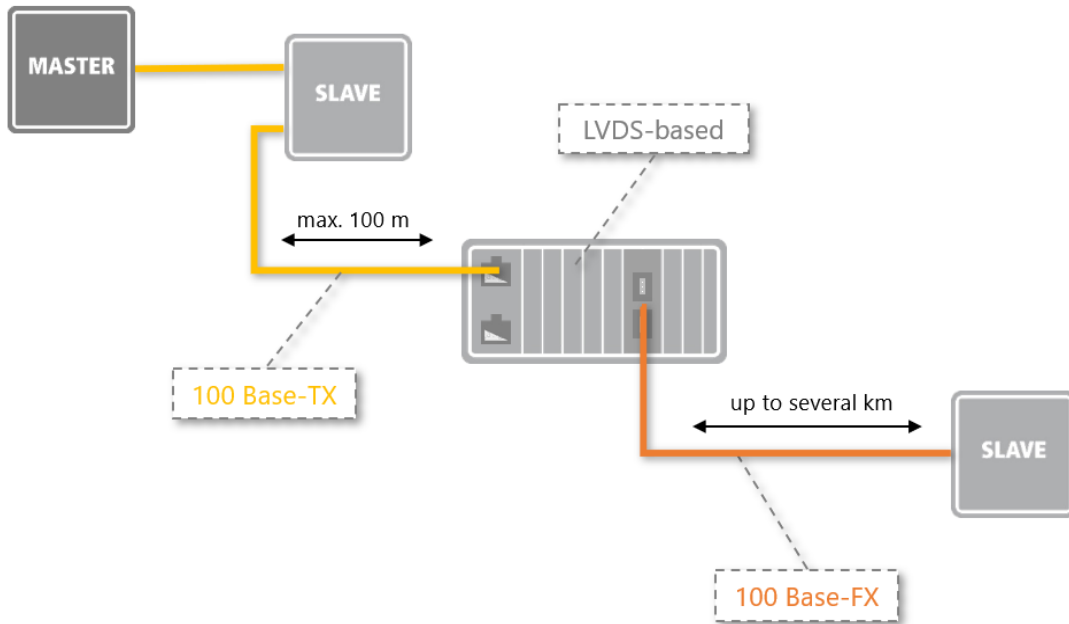 MASTER
SLAVE
LVDS-based
max. 100 m
100 Base-TX
up to several km
SLAVE
100 Base-FX